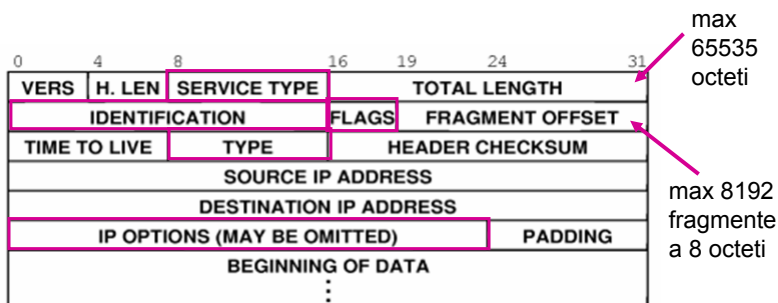 max
65535
octeti
0 4 8 16 19 24 31
VERS H. LEN SERVICE TYPE TOTAL LENGTH
IDENTIFICATION FLAGS FRAGMENT OFFSET
TIME TO LIVE TYPE HEADER CHECKSUM
SOURCE IP ADDRESS
DESTINATION IP ADDRESS
max 8192
fragmente
a 8 octeti
IP OPTIONS (MAY BE OMITTED) PADDING
BEGINNING OF DATA